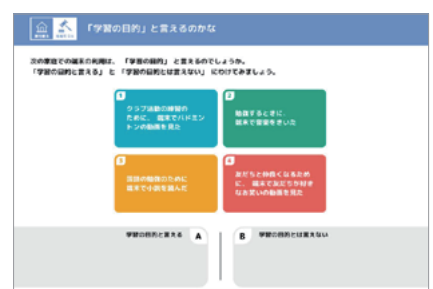 「学習の目的」と言えるのかな
次の家庭での端末の利用は、「学習の目的」と言えるのでしょうか。
「学習の目的と言える」と「学習の目的とは言えない」にわけてみましょう。
1
クラブ活動の練習の
ために、端末でバドミン
トンの動画を見た
2
勉強するときに、
端末で音楽をきいた
3
国語の勉強のために
端末で小説を読んだ
4
友だちと仲良くなるため
に、端末で友だちが好き
なお笑いの動画を見た
学習の目的と言える A
B 学習の目的とは言えない